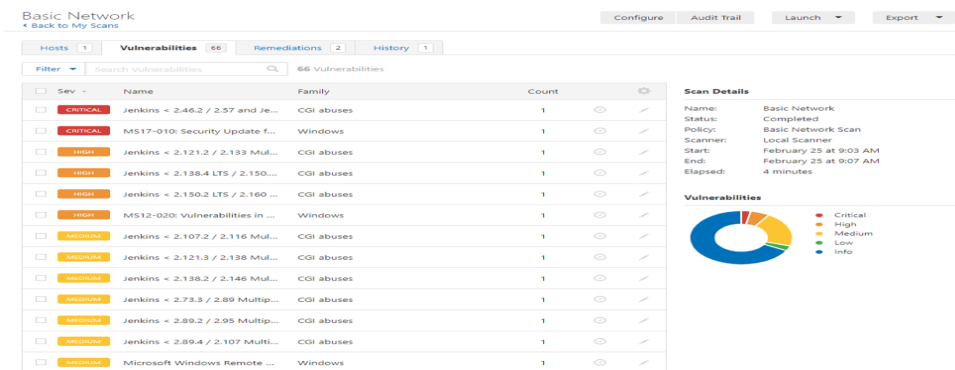 Basic Network
Back to My Scans
Configure
Audit Trail
Launch
Export
Hosts 1
Vulnerabilities 66
Remediations 2
History 1
Filter
Search Vulnerabilities
66 Vulnerabilities
Sev
Name
Family
Count
CRITICAL Jenkins < 2.46.2 / 2.57 and Je... CGI abuses 1
CRITICAL MS17-010: Security Update f... Windows 1
HIGH Jenkins < 2.121.2 / 2.133 Mul... CGI abuses 1
HIGH Jenkins < 2.138.4 LTS / 2.150.... CGI abuses 1
HIGH Jenkins < 2.150.2 LTS / 2.160 ... CGI abuses 1
HIGH MS12-020: Vulnerabilities in ... Windows 1
MEDIUM Jenkins < 2.107.2 / 2.116 Mul... CGI abuses 1
MEDIUM Jenkins < 2.121.3 / 2.138 Mul... CGI abuses 1
MEDIUM Jenkins < 2.138.2 / 2.146 Mul... CGI abuses 1
MEDIUM Jenkins < 2.73.3 / 2.89 Multip... CGI abuses 1
MEDIUM Jenkins < 2.89.2 / 2.95 Multip... CGI abuses 1
MEDIUM Jenkins < 2.89.4 / 2.107 Multi... CGI abuses 1
MEDIUM Microsoft Windows Remote ... Windows 1
Scan Details
Name: Basic Network
Status: Completed
Policy: Basic Network Scan
Scanner: Local Scanner
Start: February 25 at 9:03 AM
End: February 25 at 9:07 AM
Elapsed: 4 minutes
Vulnerabilities
Critical
High
Medium
Low
Info